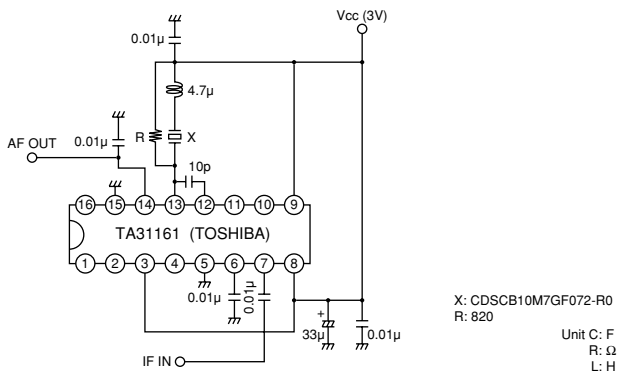 Vcc (3V)
0.01µ
4.7µ
AF OUT
0.01µ
R
X
10p
16 15 14 13 12 11 10 9
TA31161 (TOSHIBA)
1 2 3 4 5 6 7 8
0.01µ
0.01µ
+
33µ
0.01µ
IF IN
X: CDSCB10M7GF072-R0
R: 820
Unit C: F
R: Ω
L: H